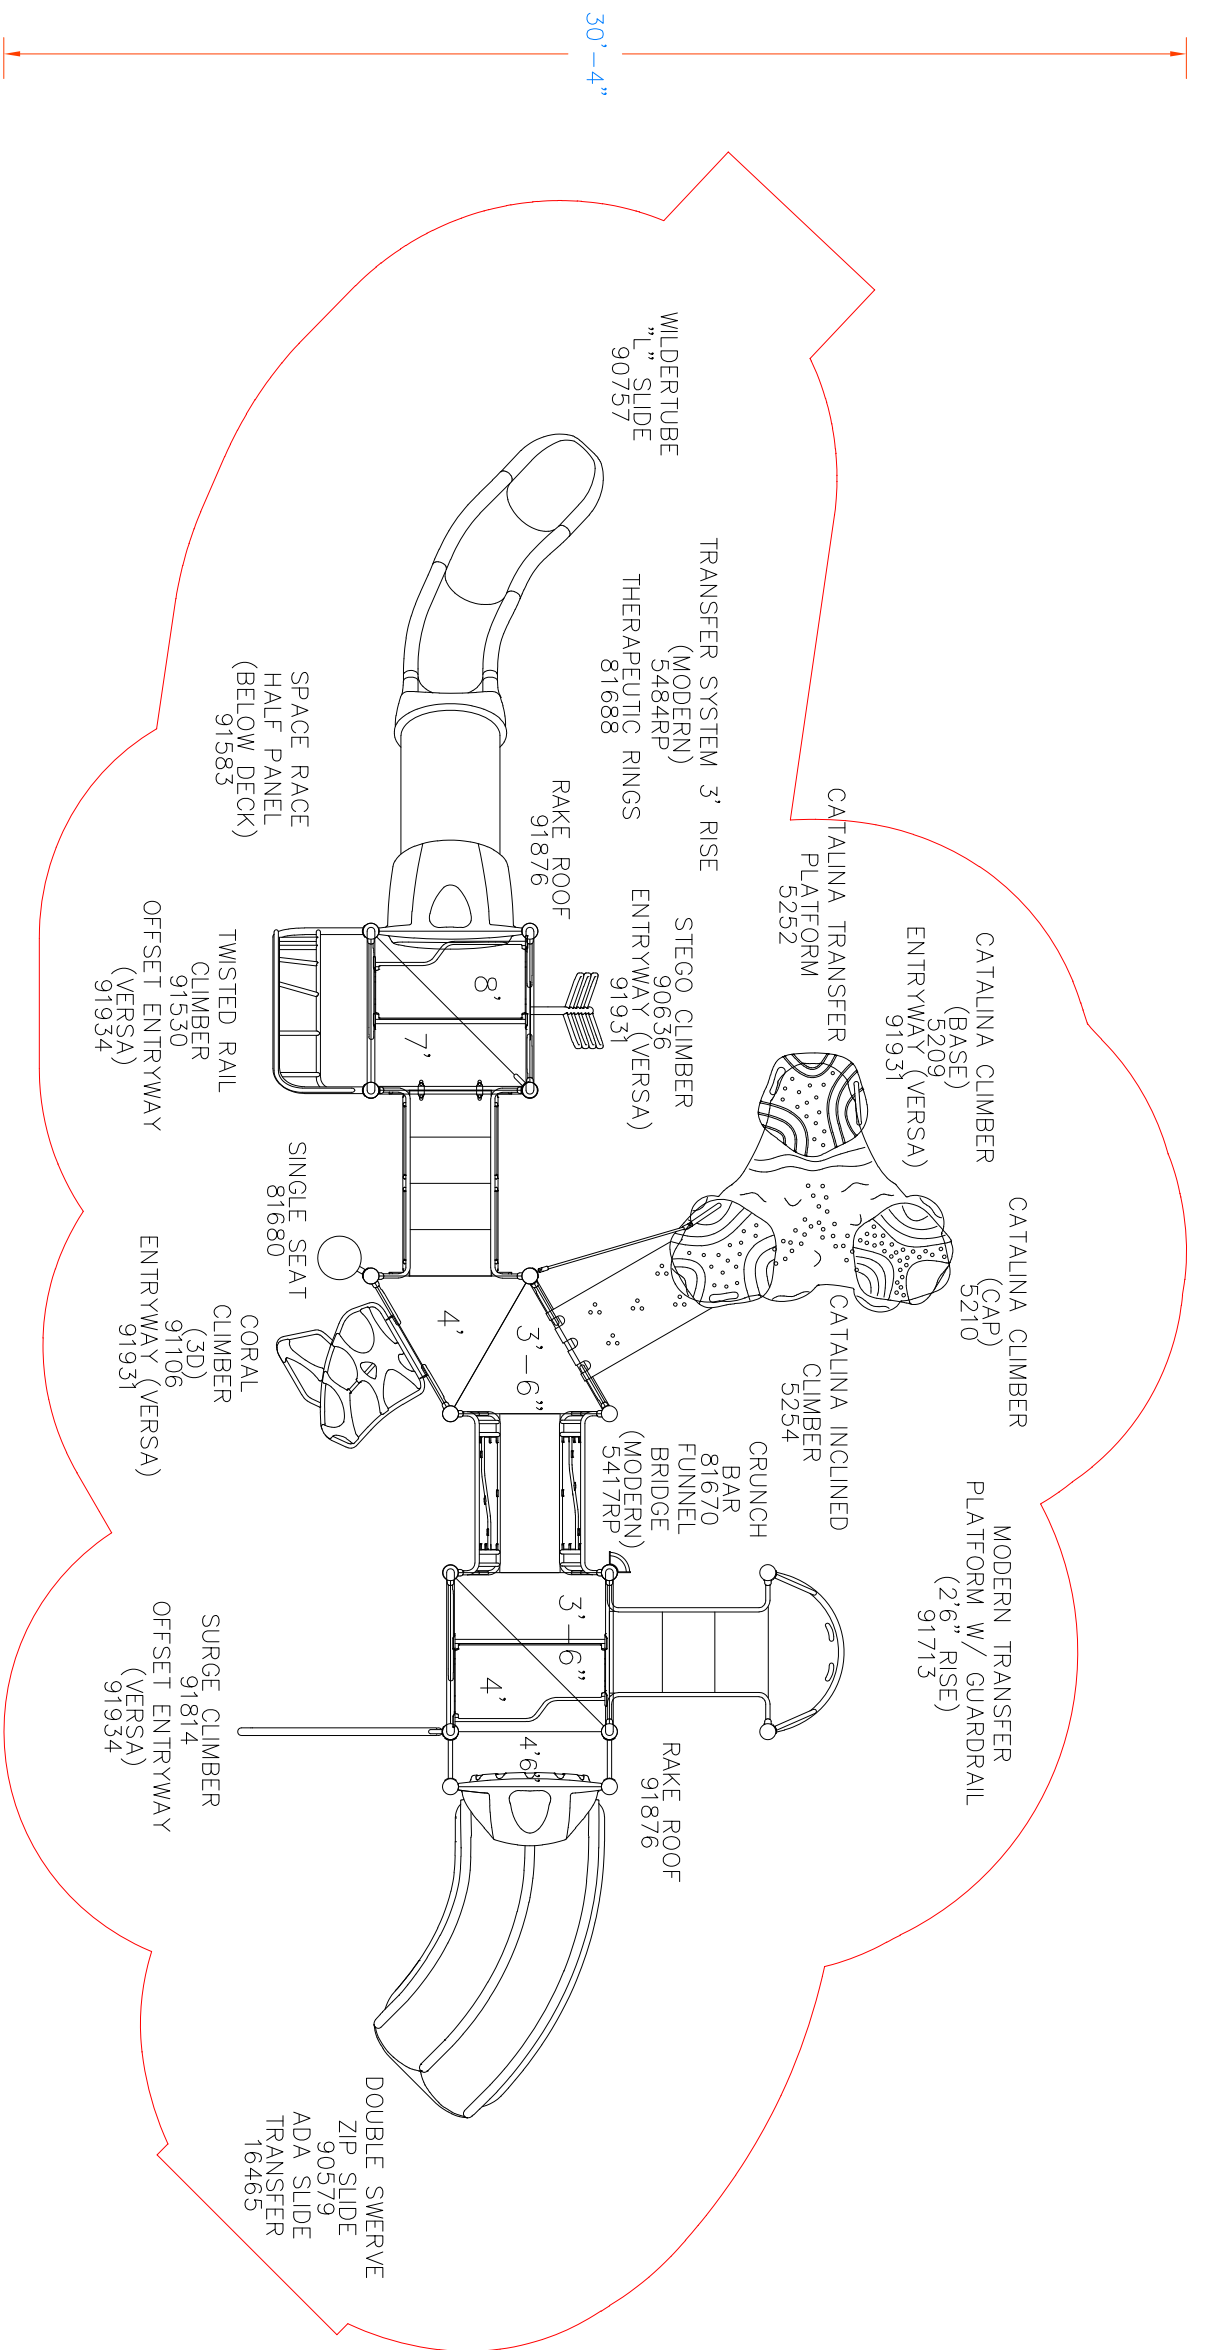 30'-4"
WILDERTUBE
"L" SLIDE
90757
TRANSFER SYSTEM 3' RISE
(MODERN)
5484RP
THERAPEUTIC RINGS
81688
SPACE RACE
HALF PANEL
(BELOW DECK)
91583
RAKE ROOF
91876
CATALINA TRANSFER
PLATFORM
5252
STEGO CLIMBER
90636
ENTRYWAY (VERSA)
91931
CATALINA CLIMBER
(BASE)
5209
ENTRYWAY (VERSA)
91931
TWISTED RAIL
CLIMBER
91530
OFFSET ENTRYWAY
(VERSA)
91934
8'
7'
SINGLE SEAT
81680
CATALINA CLIMBER
(CAP)
5210
CORAL
CLIMBER
(3D)
91106
ENTRYWAY (VERSA)
91931
4'
3'-6"
CATALINA INCLINED
CLIMBER
5254
CRUNCH
BAR
81670
FUNNEL
BRIDGE
(MODERN)
5417RP
MODERN TRANSFER
PLATFORM W/ GUARDRAIL
(2'6" RISE)
91713
3'-6"
4'
4'6"
SURGE CLIMBER
91814
OFFSET ENTRYWAY
(VERSA)
91934
RAKE ROOF
91876
DOUBLE SWERVE
ZIP SLIDE
90579
ADA SLIDE
TRANSFER
16465